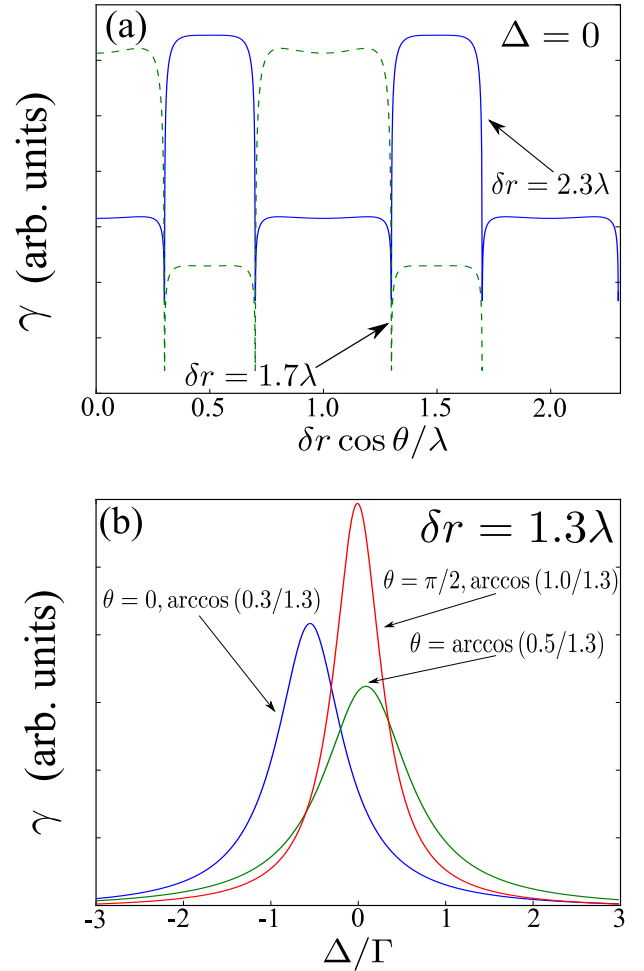 (a)
Δ = 0
γ (arb. units)
δr = 2.3λ
δr = 1.7λ
0.0 0.5 1.0 1.5 2.0
δr cos θ/λ
(b)
δr = 1.3λ
γ (arb. units)
θ = π/2, arccos (1.0/1.3)
θ = 0, arccos (0.3/1.3)
θ = arccos (0.5/1.3)
-3 -2 -1 0 1 2 3
Δ/Γ